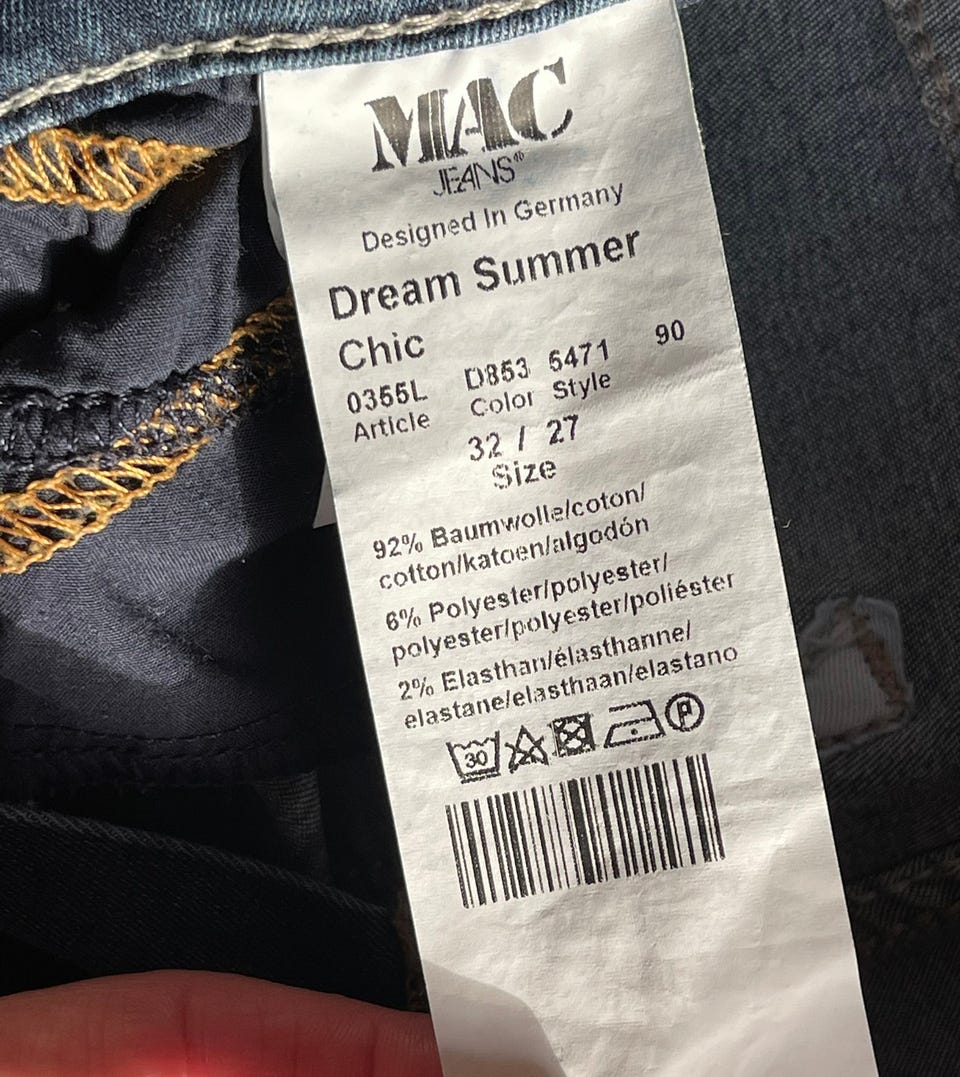 MAC
JEANS®
Designed In Germany
Dream Summer
Chic
0355L D853 5471 90
Article Color Style
32 / 27
Size
92% Baumwolle/coton/
cotton/katoen/algodón
6% Polyester/polyester/
polyester/polyester/poliéster
2% Elasthan/élasthanne/
elastane/elasthaan/elastano
30 P